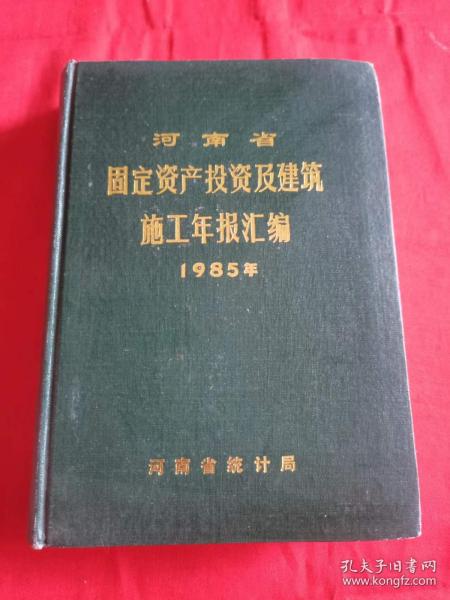 河南省
固定资产投资及建筑
施工年报汇编
1985年
河南省统计局
孔夫子旧书网
www.kongfz.com